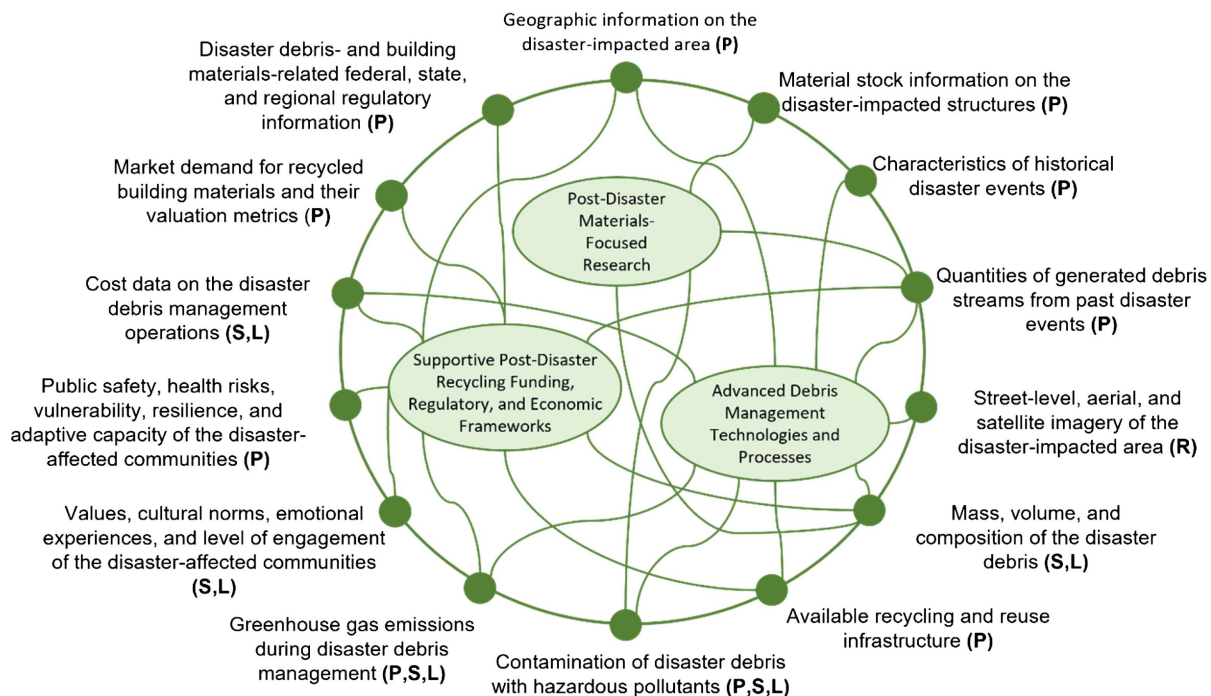 Geographic information on the
disaster-impacted area (P)
Disaster debris- and building
materials-related federal, state,
and regional regulatory
information (P)
Material stock information on the
disaster-impacted structures (P)
Market demand for recycled
building materials and their
valuation metrics (P)
Characteristics of historical
disaster events (P)
Post-Disaster
Materials-
Focused
Research
Cost data on the disaster
debris management
operations (S,L)
Quantities of generated debris
streams from past disaster
events (P)
Supportive Post-Disaster
Recycling Funding,
Regulatory, and Economic
Frameworks
Advanced Debris
Management
Technologies and
Processes
Public safety, health risks,
vulnerability, resilience, and
adaptive capacity of the disaster-
affected communities (P)
Street-level, aerial, and
satellite imagery of the
disaster-impacted area (R)
Values, cultural norms, emotional
experiences, and level of engagement
of the disaster-affected communities
(S,L)
Mass, volume, and
composition of the disaster
debris (S,L)
Greenhouse gas emissions
during disaster debris
management (P,S,L)
Available recycling and reuse
infrastructure (P)
Contamination of disaster debris
with hazardous pollutants (P,S,L)